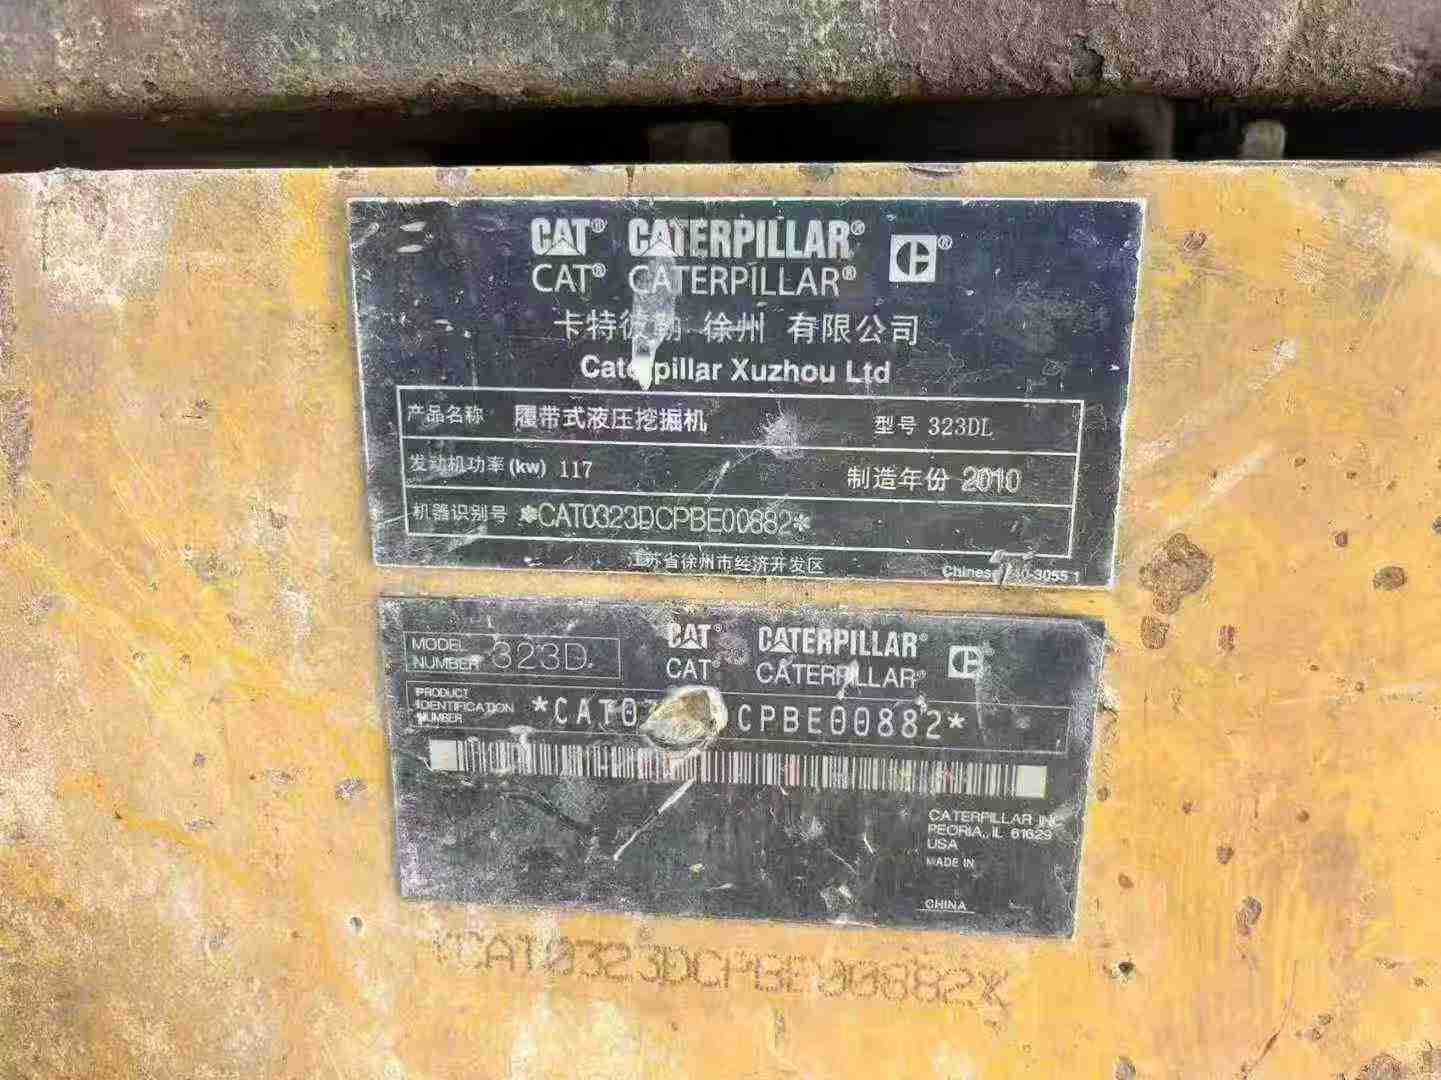 CAT® CATERPILLAR®
CAT® CATERPILLAR®
卡特彼勒 徐州 有限公司
Caterpillar Xuzhou Ltd
产品名称 履带式液压挖掘机 型号 323DL
发动机功率(kw) 117 制造年份 2010
机器识别号 *CAT0323DCPBE00882*
江苏省徐州市经济开发区
Chinese
MODEL NUMBER 323D
CAT® CATERPILLAR®
CAT® CATERPILLAR®
PRODUCT IDENTIFICATION NUMBER
*CAT03 CPBE00882*
CATERPILLAR INC
PEORIA, IL 61629
USA
MADE IN
CHINA
*CAT0323DCPBE00882*